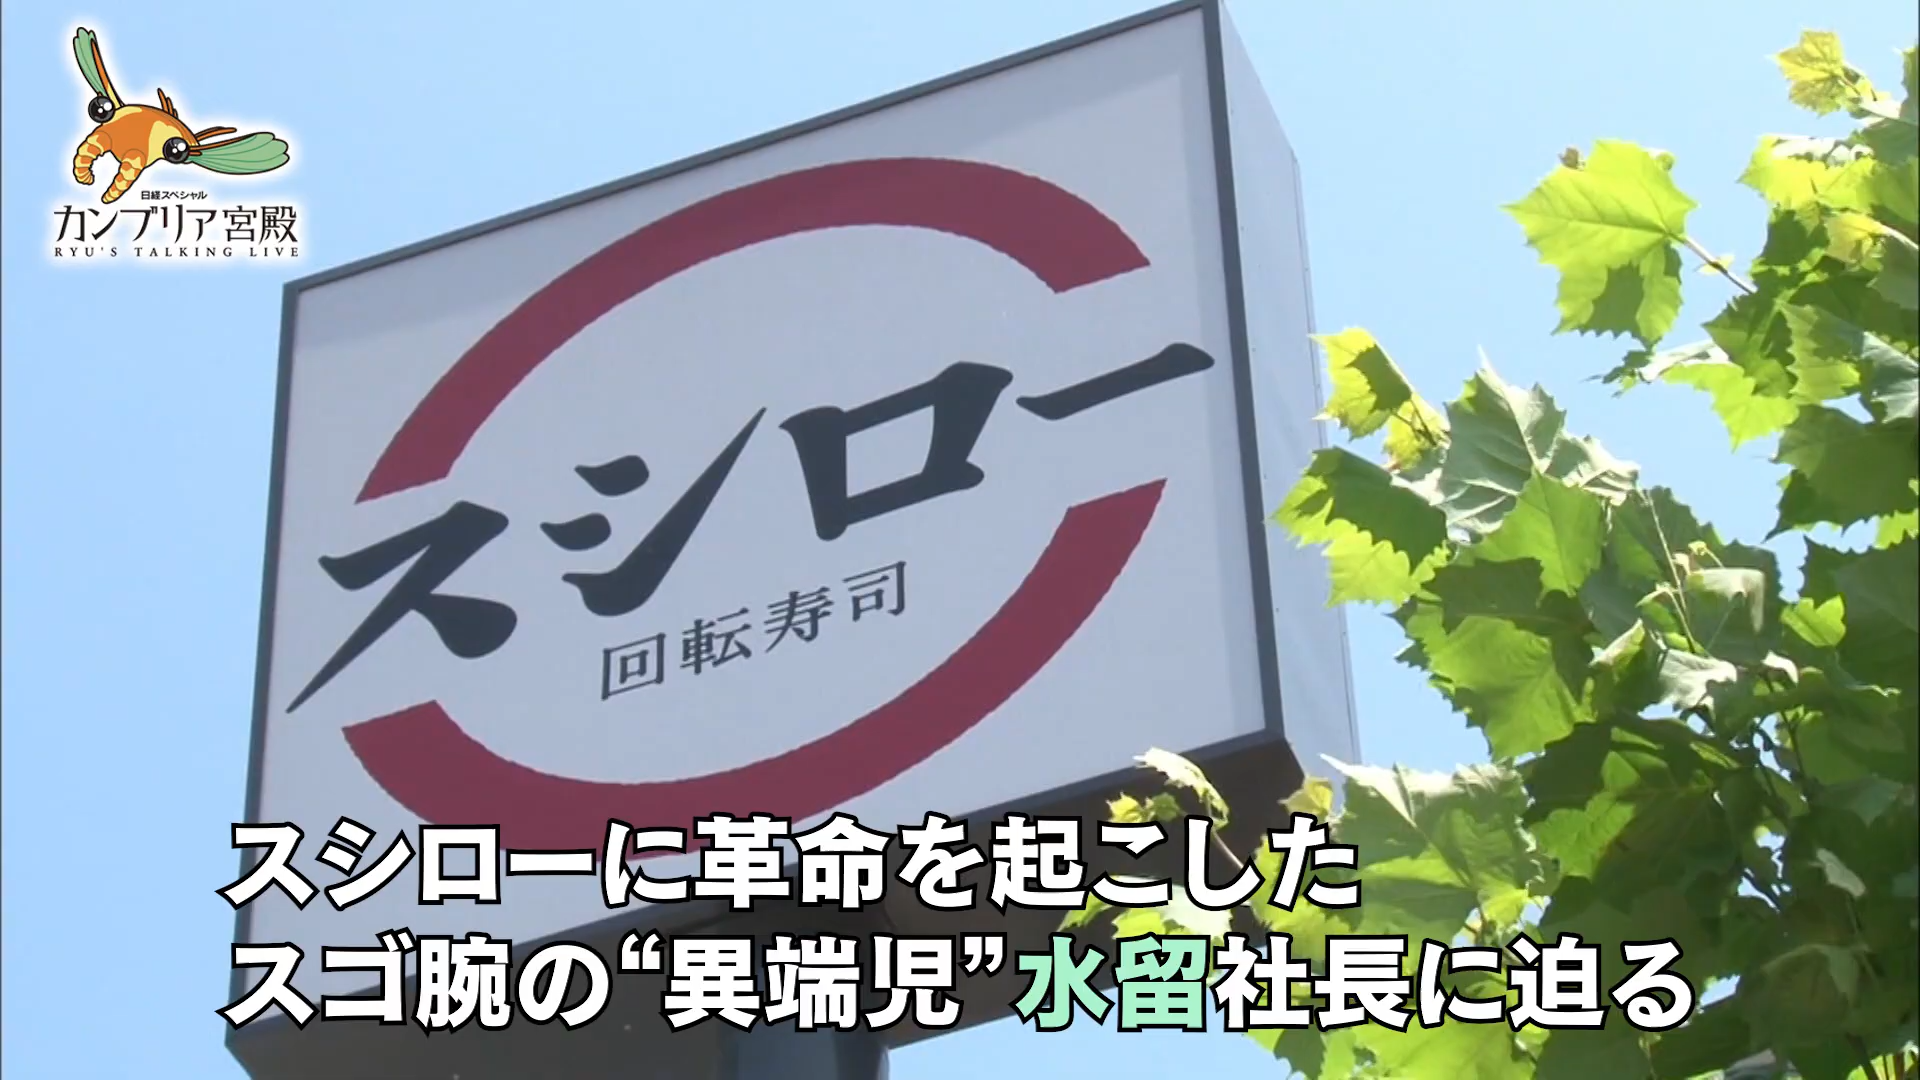 日経スペシャル
カンブリア宮殿
RYU'S TALKING LIVE
スシロー
回転寿司
スシローに革命を起こした
スゴ腕の“異端児”水留社長に迫る